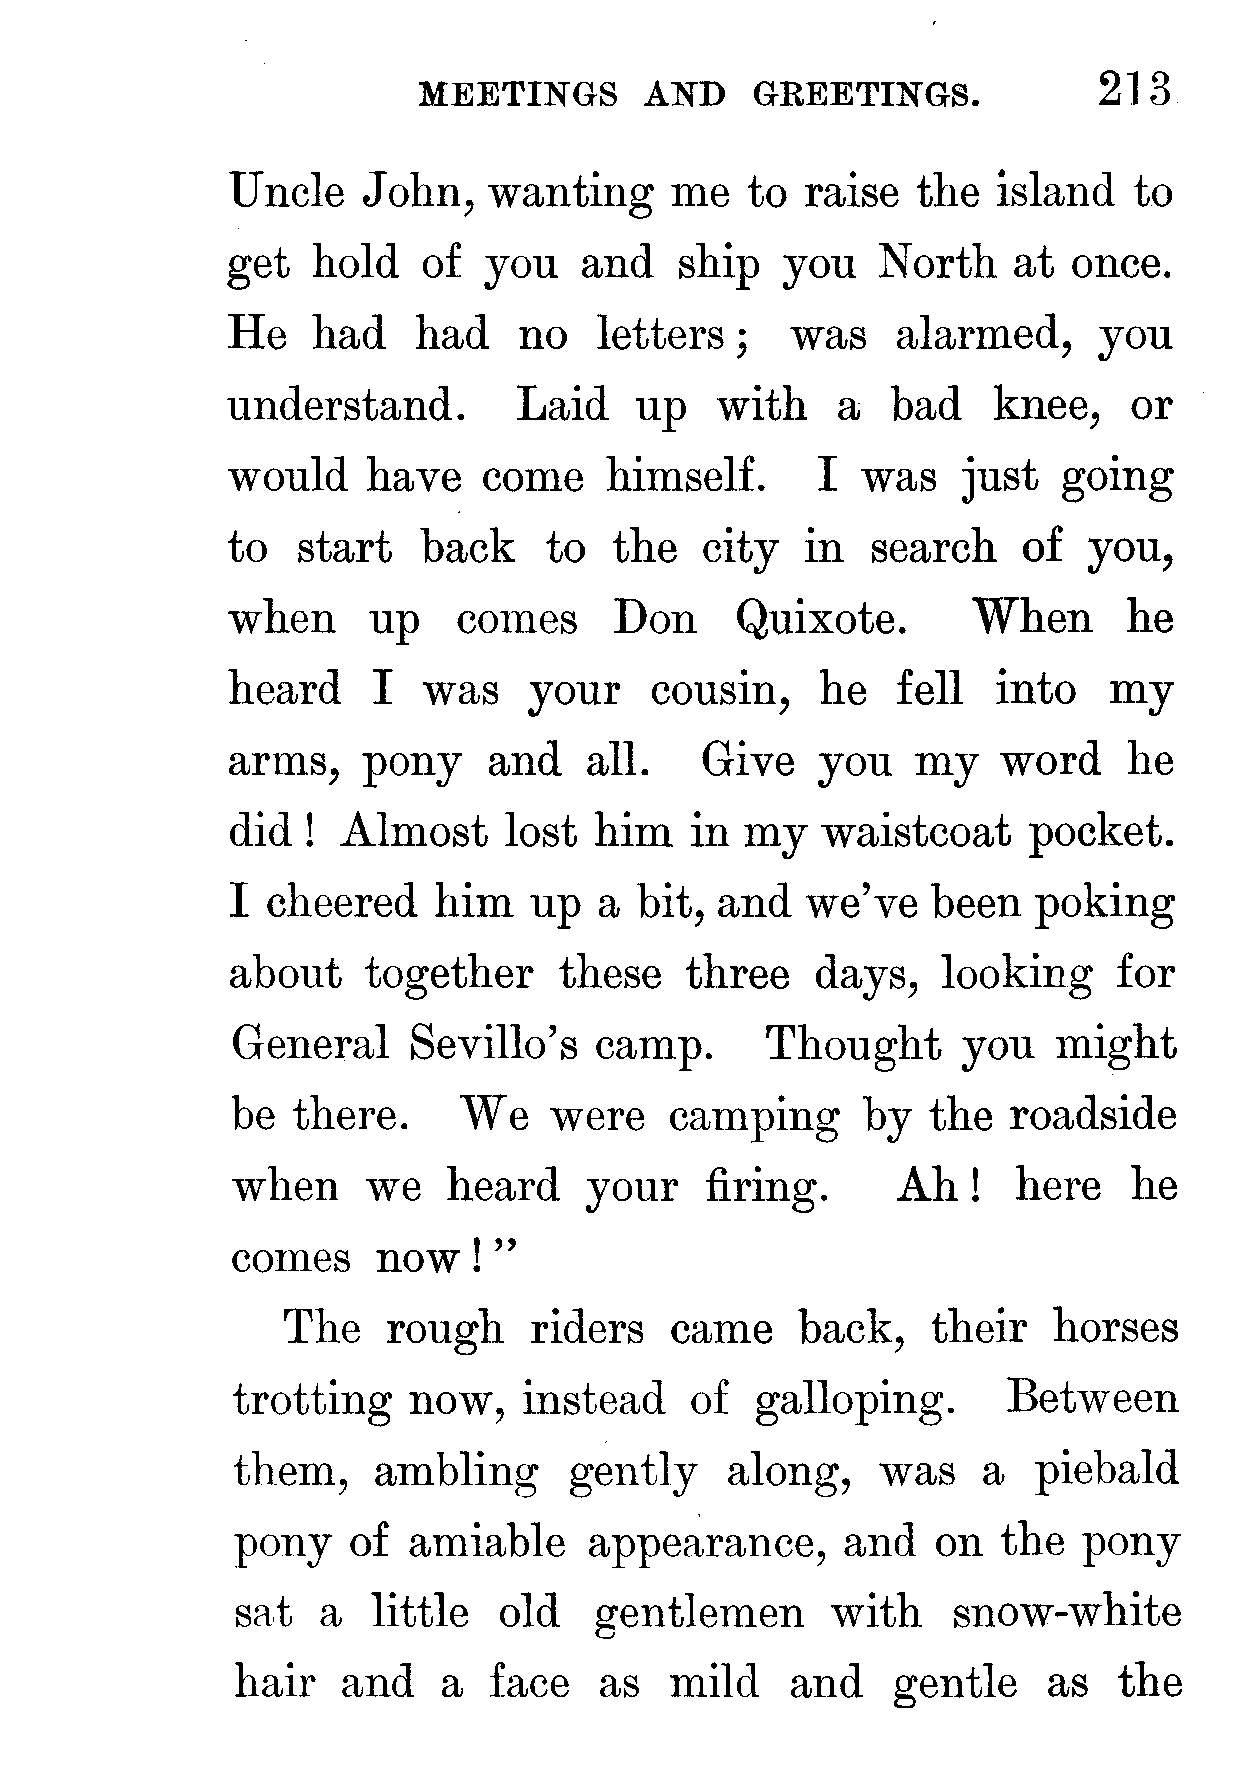 MEETINGS AND GREETINGS. 213
Uncle John, wanting me to raise the island to
get hold of you and ship you North at once.
He had had no letters ; was alarmed, you
understand. Laid up with a bad knee, or
would have come himself. I was just going
to start back to the city in search of you,
when up comes Don Quixote. When he
heard I was your cousin, he fell into my
arms, pony and all. Give you my word he
did ! Almost lost him in my waistcoat pocket.
I cheered him up a bit, and we’ve been poking
about together these three days, looking for
General Sevillo’s camp. Thought you might
be there. We were camping by the roadside
when we heard your firing. Ah ! here he
comes now ! ”
The rough riders came back, their horses
trotting now, instead of galloping. Between
them, ambling gently along, was a piebald
pony of amiable appearance, and on the pony
sat a little old gentlemen with snow-white
hair and a face as mild and gentle as the